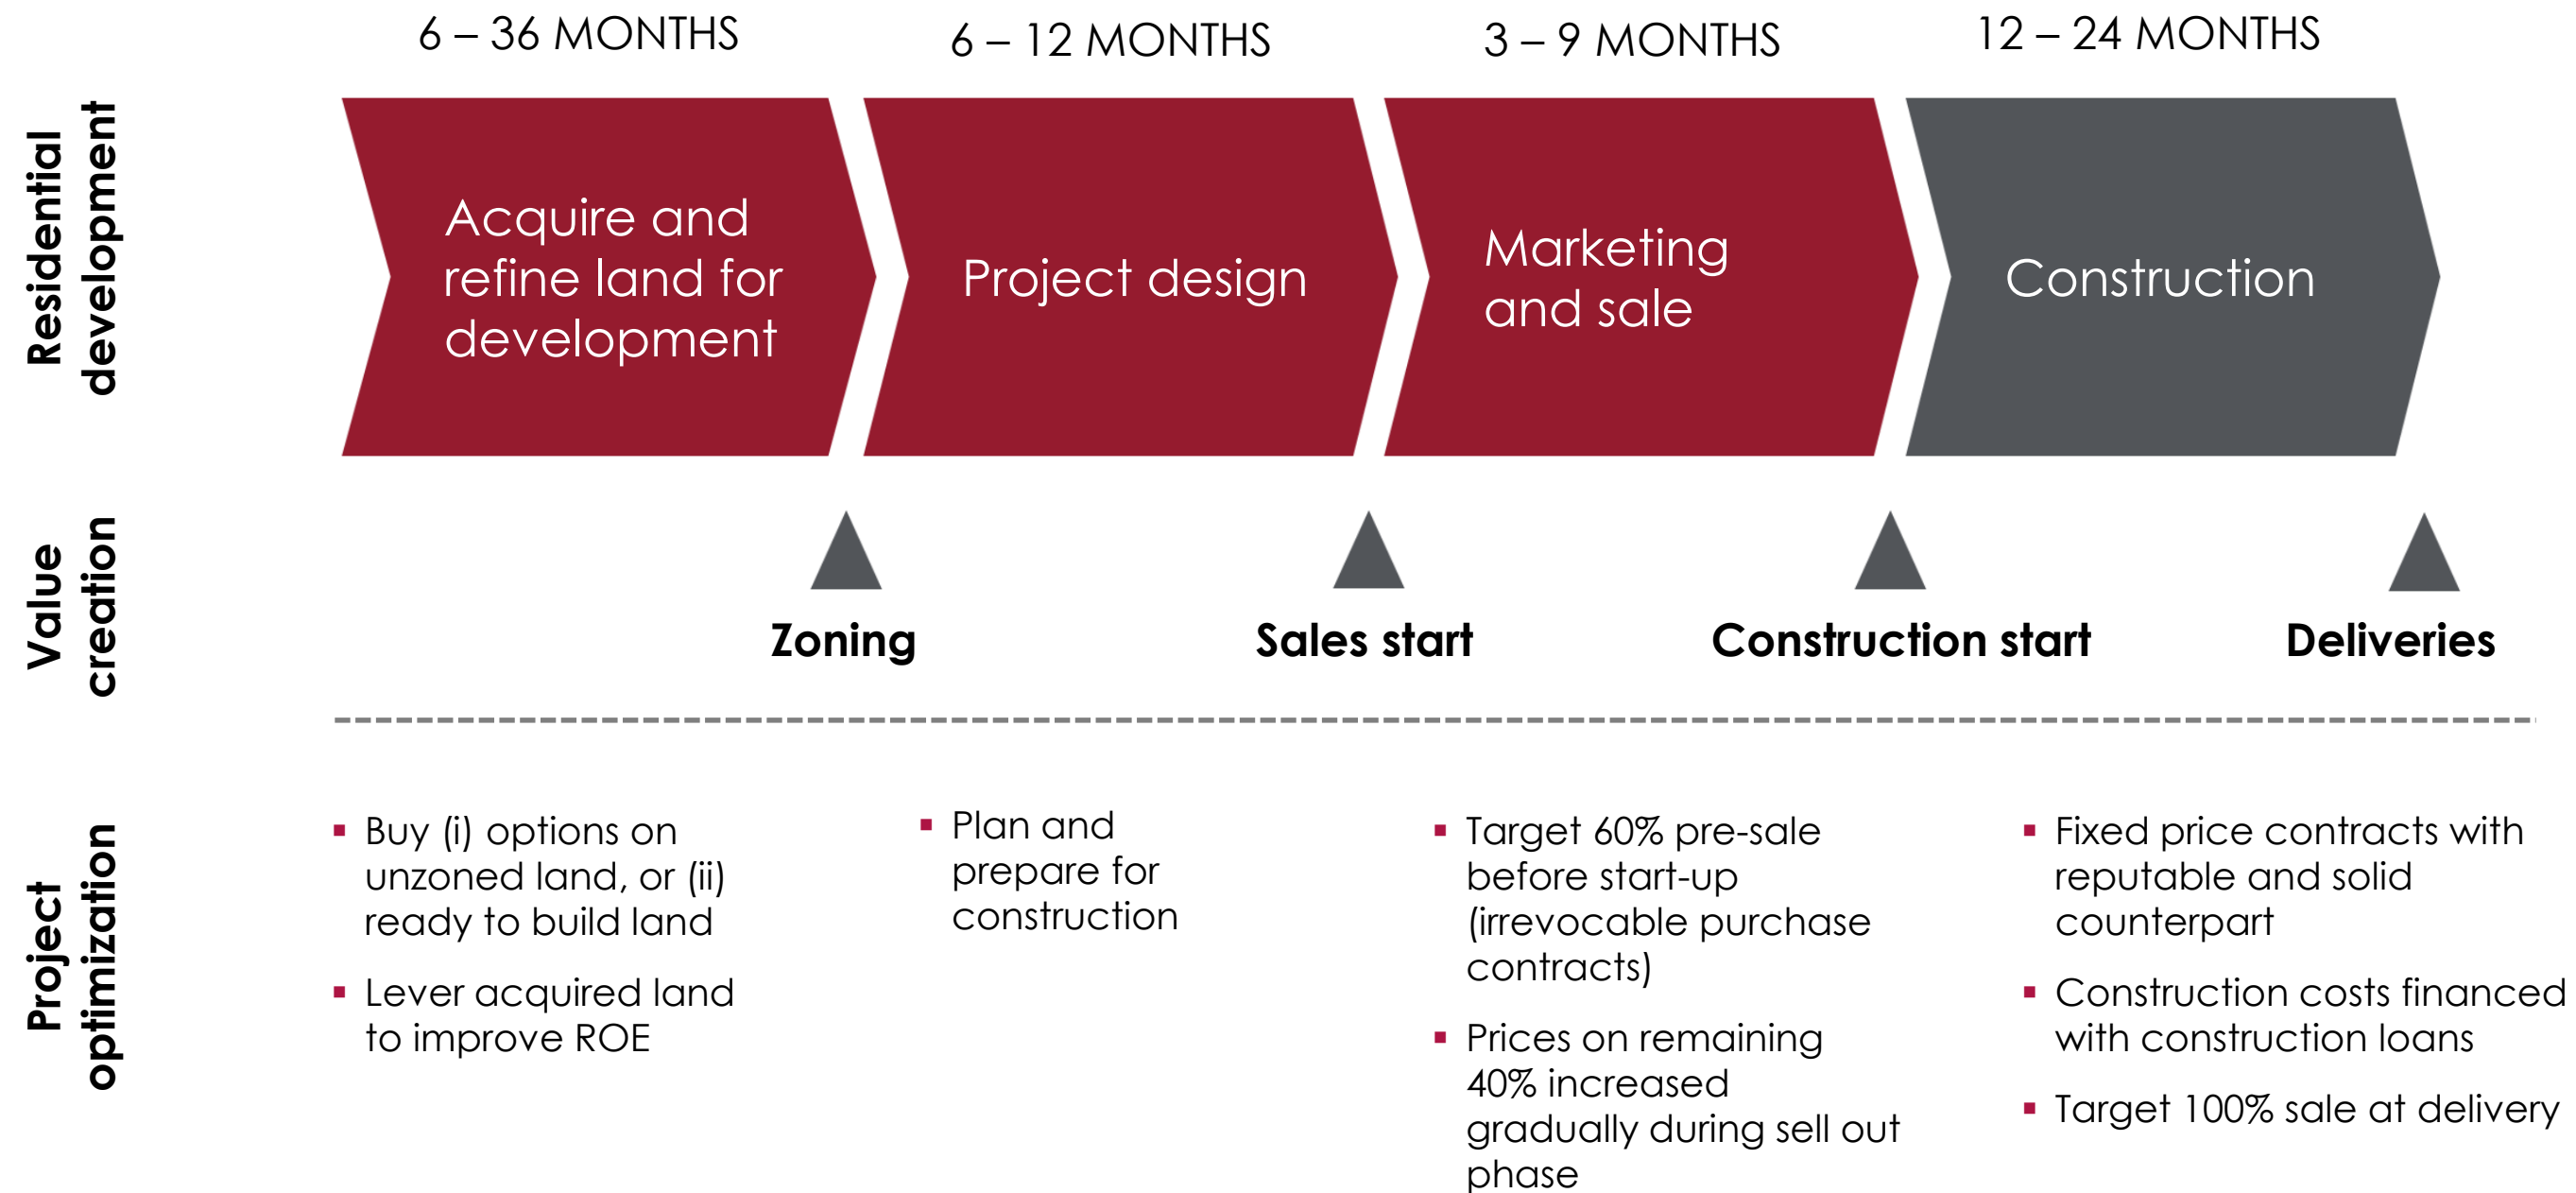 6 – 36 MONTHS
6 – 12 MONTHS
3 – 9 MONTHS
12 – 24 MONTHS
Residential
development
Acquire and
refine land for
development
Project design
Marketing
and sale
Construction
Value
creation
Zoning
Sales start
Construction start
Deliveries
Project
optimization
▪ Buy (i) options on
unzoned land, or (ii)
ready to build land
▪ Lever acquired land
to improve ROE
▪ Plan and
prepare for
construction
▪ Target 60% pre-sale
before start-up
(irrevocable purchase
contracts)
▪ Prices on remaining
40% increased
gradually during sell out
phase
▪ Fixed price contracts with
reputable and solid
counterpart
▪ Construction costs financed
with construction loans
▪ Target 100% sale at delivery